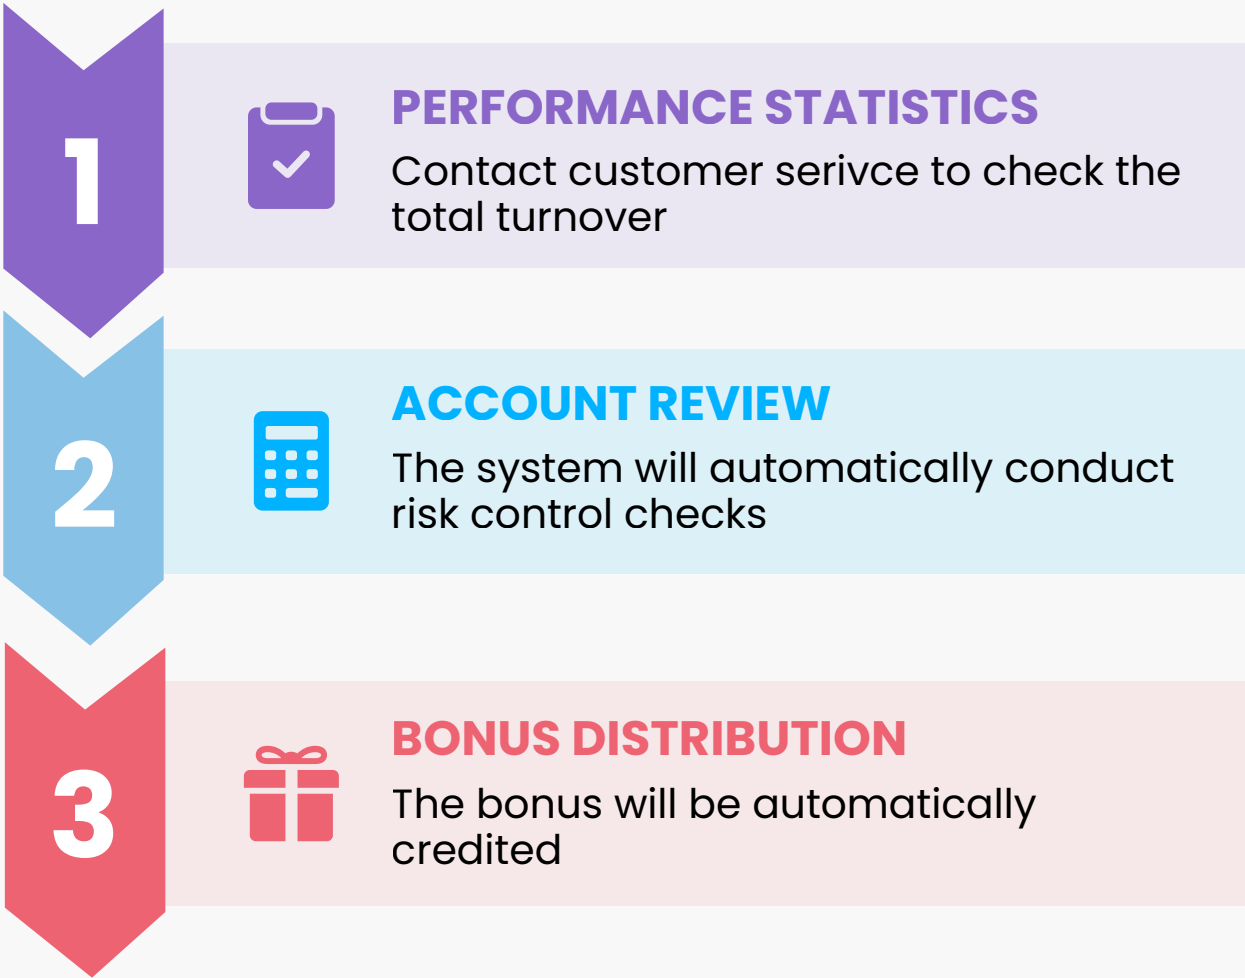 1
PERFORMANCE STATISTICS
Contact customer serivce to check the
total turnover
2
ACCOUNT REVIEW
The system will automatically conduct
risk control checks
3
BONUS DISTRIBUTION
The bonus will be automatically
credited